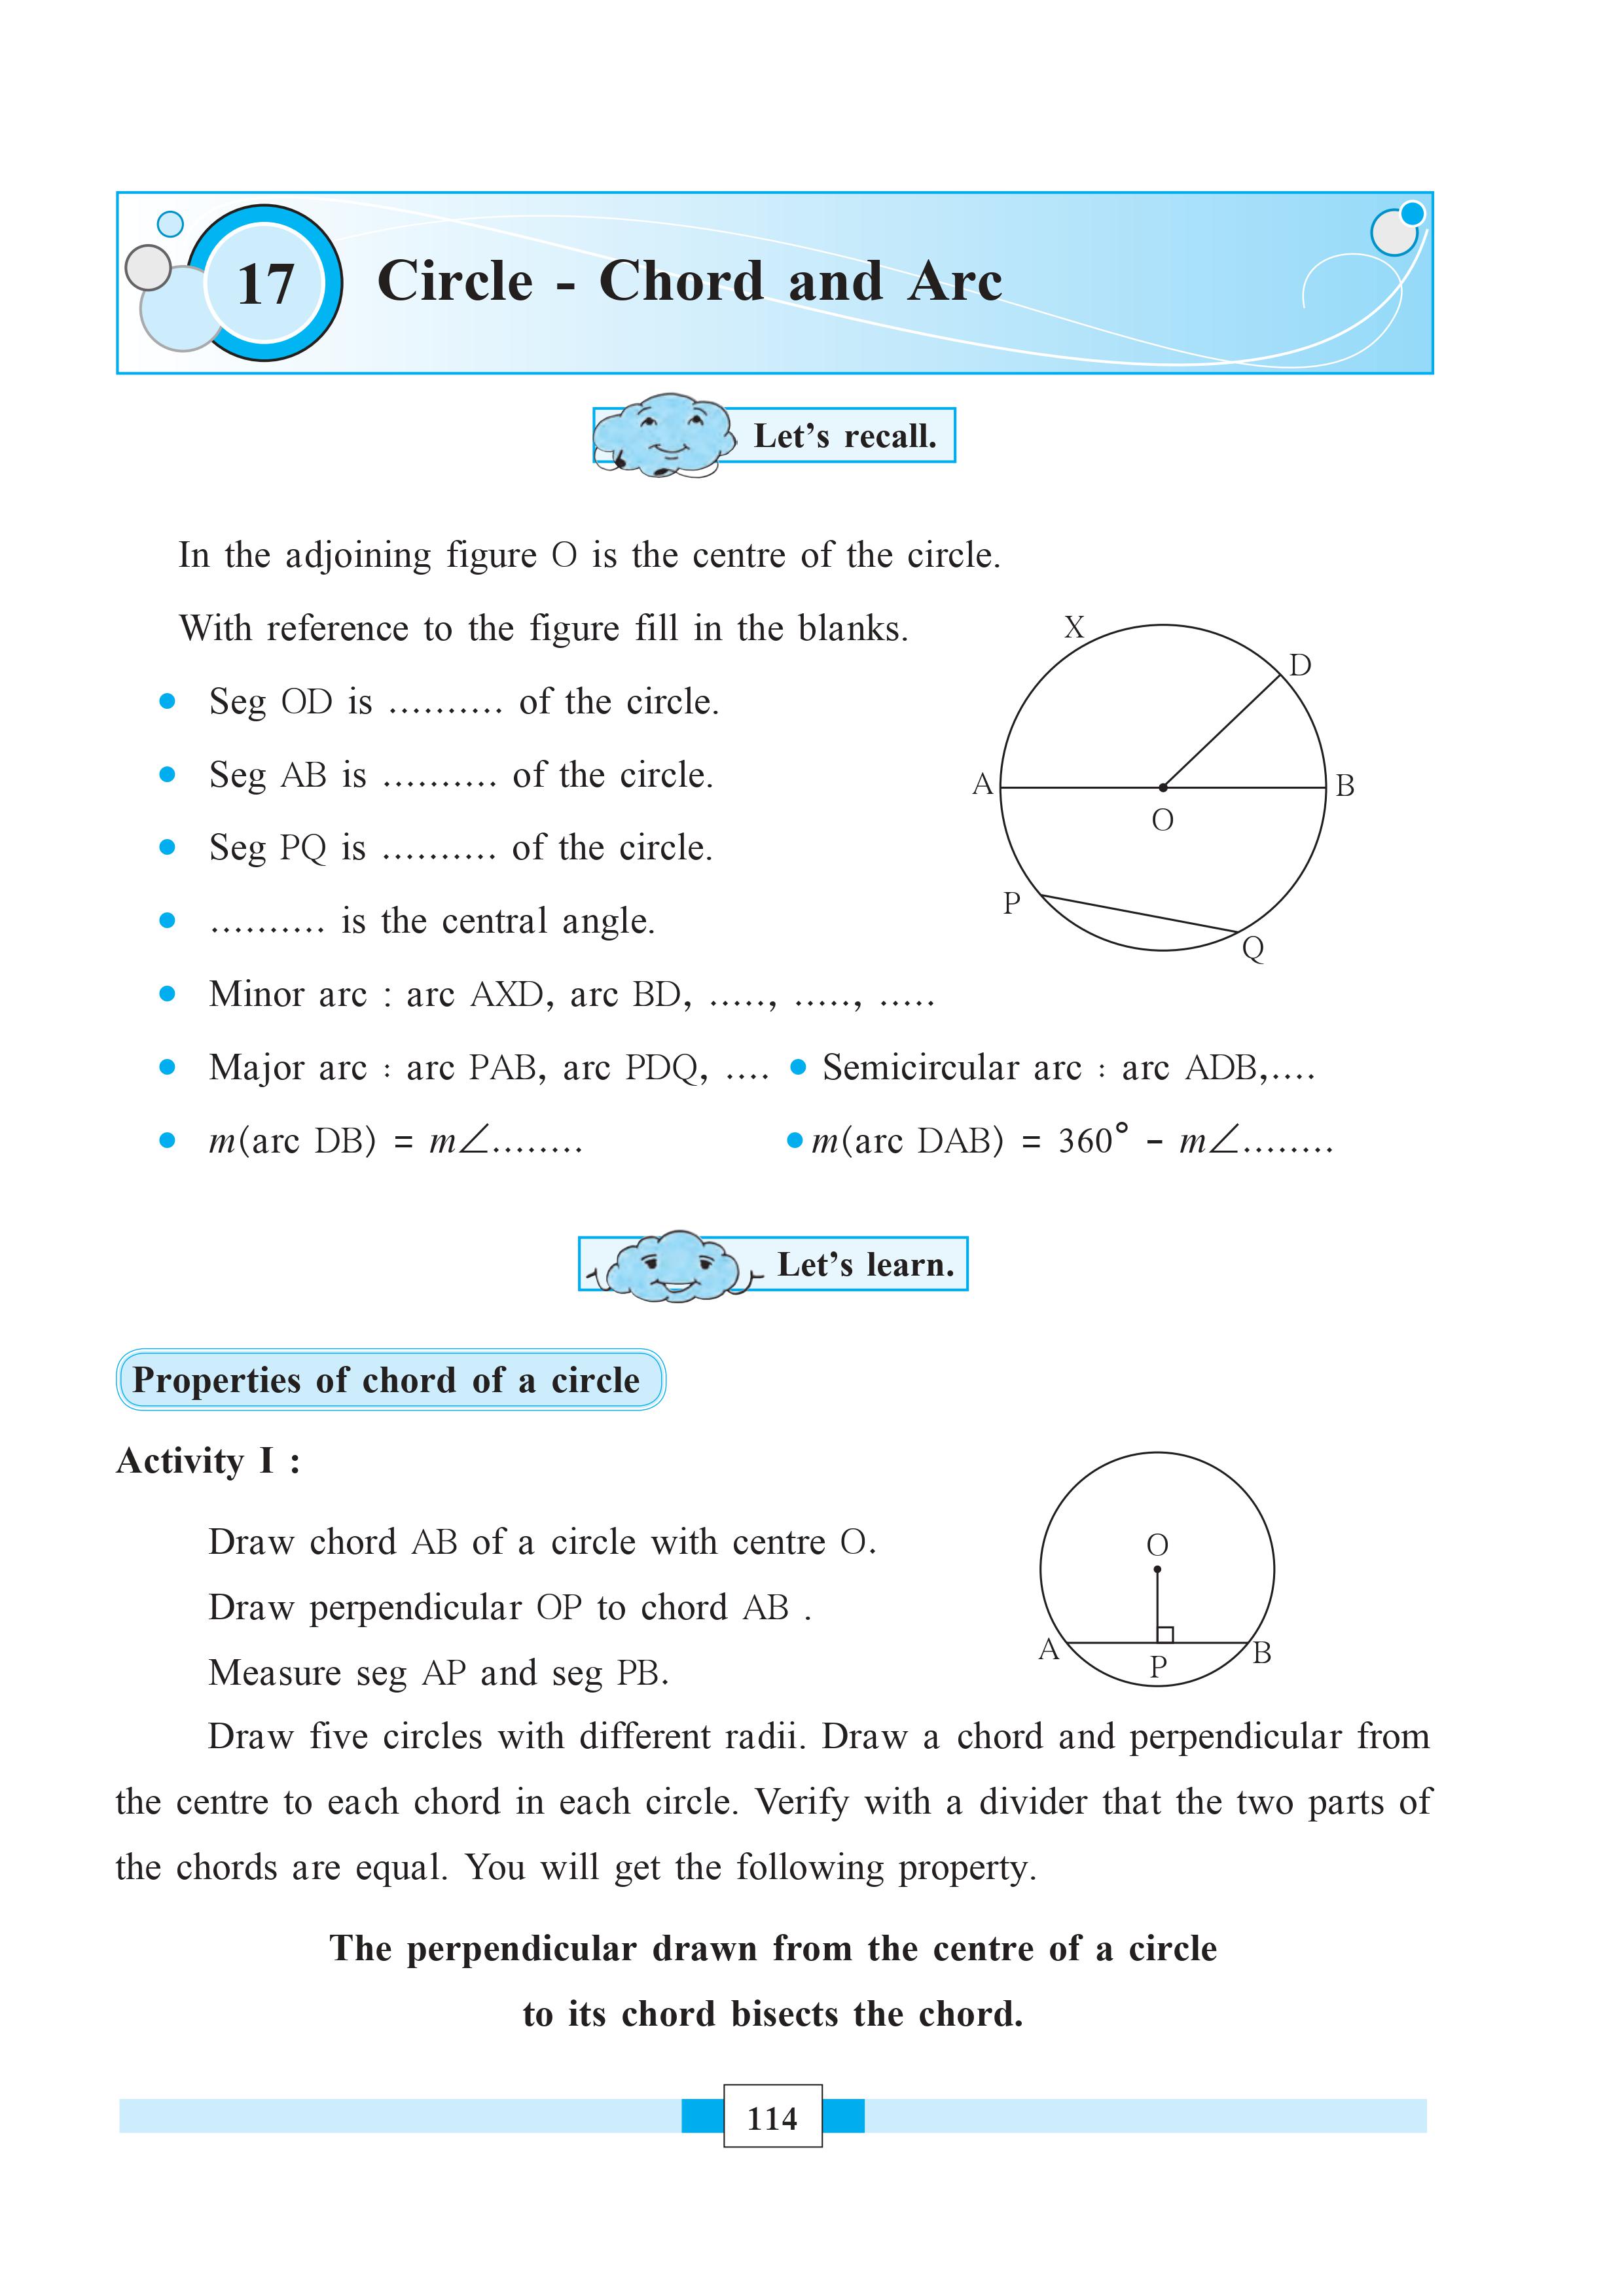 17
Circle - Chord and Arc
Let’s recall.
In the adjoining figure O is the centre of the circle.
With reference to the figure fill in the blanks.
• Seg OD is .......... of the circle.
• Seg AB is .......... of the circle.
• Seg PQ is .......... of the circle.
• .......... is the central angle.
X
D
A
B
O
P
Q
• Minor arc : arc AXD, arc BD, ....., ....., .....
• Major arc : arc PAB, arc PDQ, .... • Semicircular arc : arc ADB,....
• m(arc DB) = m∠........ • m(arc DAB) = 360° - m∠........
Let’s learn.
Properties of chord of a circle
Activity I :
Draw chord AB of a circle with centre O.
Draw perpendicular OP to chord AB .
Measure seg AP and seg PB.
O
A
P
B
Draw five circles with different radii. Draw a chord and perpendicular from
the centre to each chord in each circle. Verify with a divider that the two parts of
the chords are equal. You will get the following property.
The perpendicular drawn from the centre of a circle
to its chord bisects the chord.
114